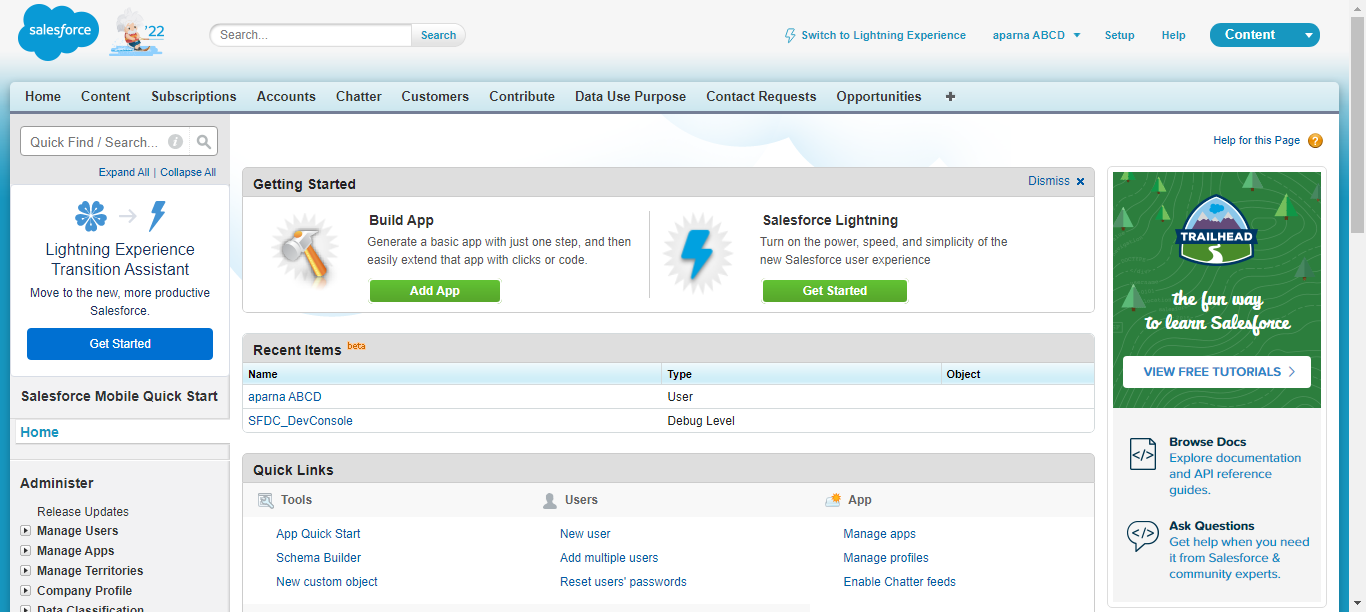 salesforce
'22
Search...
Search
Switch to Lightning Experience
aparna ABCD
Setup
Help
Content
Home
Content
Subscriptions
Accounts
Chatter
Customers
Contribute
Data Use Purpose
Contact Requests
Opportunities
+
Quick Find / Search...
i
Expand All | Collapse All
Lightning Experience
Transition Assistant
Move to the new, more productive
Salesforce.
Get Started
Salesforce Mobile Quick Start
Home
Administer
Release Updates
Manage Users
Manage Apps
Manage Territories
Company Profile
Data Classification
Help for this Page ?
Getting Started
Dismiss x
Build App
Generate a basic app with just one step, and then
easily extend that app with clicks or code.
Add App
Salesforce Lightning
Turn on the power, speed, and simplicity of the
new Salesforce user experience
Get Started
Recent Items beta
Name Type Object
aparna ABCD User
SFDC_DevConsole Debug Level
Quick Links
Tools
App Quick Start
Schema Builder
New custom object
Users
New user
Add multiple users
Reset users' passwords
App
Manage apps
Manage profiles
Enable Chatter feeds
TRAILHEAD
the fun way
to learn Salesforce
VIEW FREE TUTORIALS
</>
Browse Docs
Explore documentation
and API reference
guides.
</>
Ask Questions
Get help when you need
it from Salesforce &
community experts.